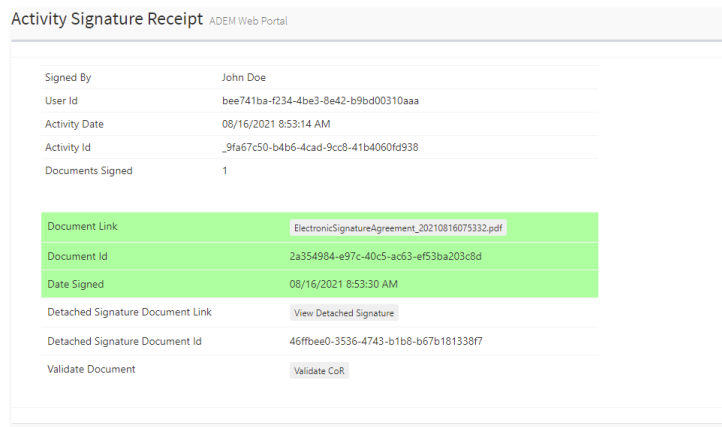 Activity Signature Receipt ADEM Web Portal
Signed By John Doe
User Id bee741ba-f234-4be3-8e42-b9bd00310aaa
Activity Date 08/16/2021 8:53:14 AM
Activity Id _9fa67c50-b4b6-4cad-9cc8-41b4060fd938
Documents Signed 1
Document Link ElectronicSignatureAgreement_20210816075332.pdf
Document Id 2a354984-e97c-40c5-ac63-ef53ba203c8d
Date Signed 08/16/2021 8:53:30 AM
Detached Signature Document Link View Detached Signature
Detached Signature Document Id 46ffbee0-3536-4743-b1b8-b67b181338f7
Validate Document Validate CoR